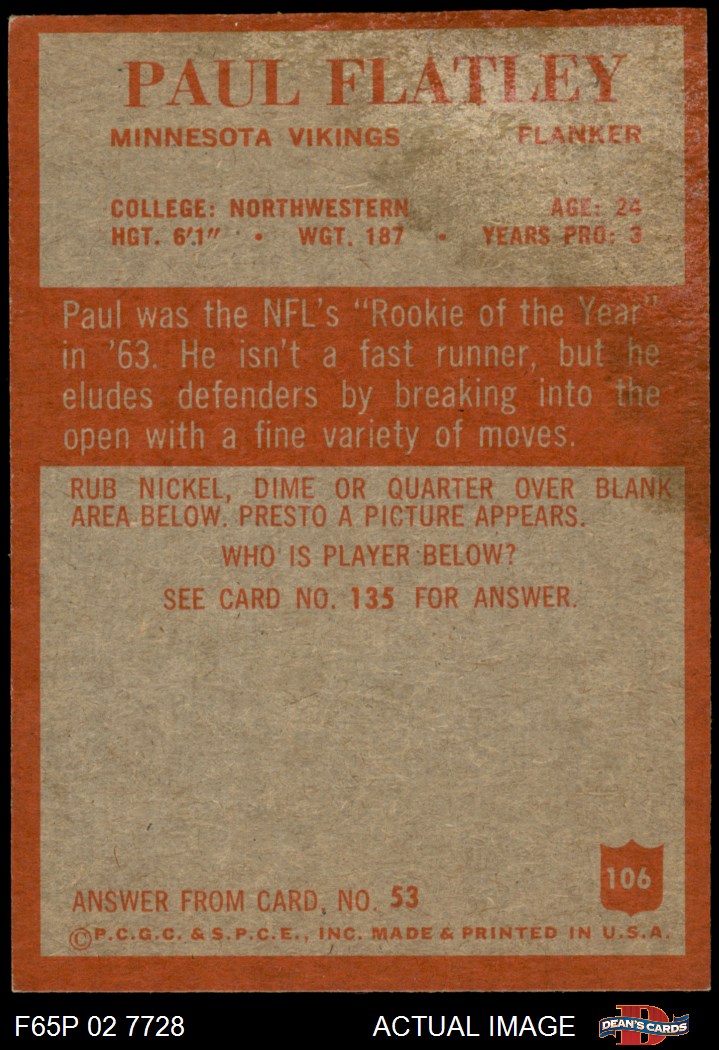 PAUL FLATLEY
MINNESOTA VIKINGS FLANKER
COLLEGE: NORTHWESTERN AGE: 24
HGT. 6'1" • WGT. 187 • YEARS PRO: 3
Paul was the NFL's "Rookie of the Year"
in '63. He isn't a fast runner, but he
eludes defenders by breaking into the
open with a fine variety of moves.
RUB NICKEL, DIME OR QUARTER OVER BLANK
AREA BELOW. PRESTO A PICTURE APPEARS.
WHO IS PLAYER BELOW?
SEE CARD NO. 135 FOR ANSWER.
106
ANSWER FROM CARD, NO. 53
©P.C.G.C. & S.P.C.E., INC. MADE & PRINTED IN U.S.A.
F65P 02 7728 ACTUAL IMAGE D DEAN'S CARDS